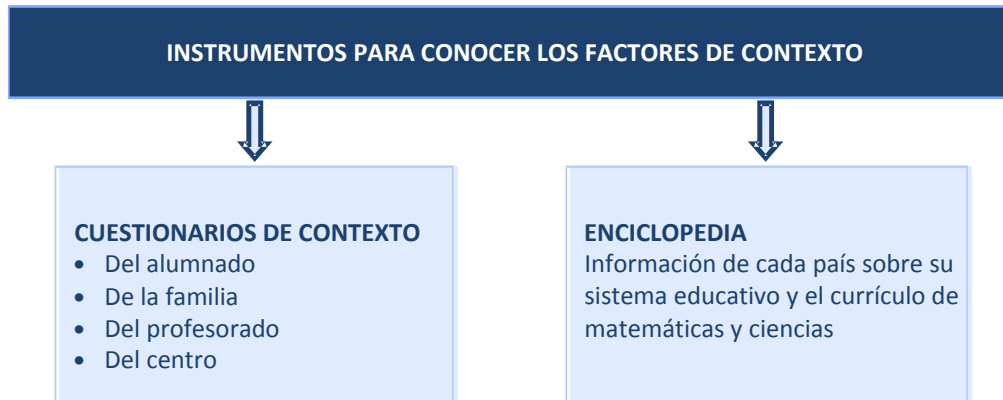 INSTRUMENTOS PARA CONOCER LOS FACTORES DE CONTEXTO
CUESTIONARIOS DE CONTEXTO
• Del alumnado
• De la familia
• Del profesorado
• Del centro
ENCICLOPEDIA
Información de cada país sobre su
sistema educativo y el currículo de
matemáticas y ciencias